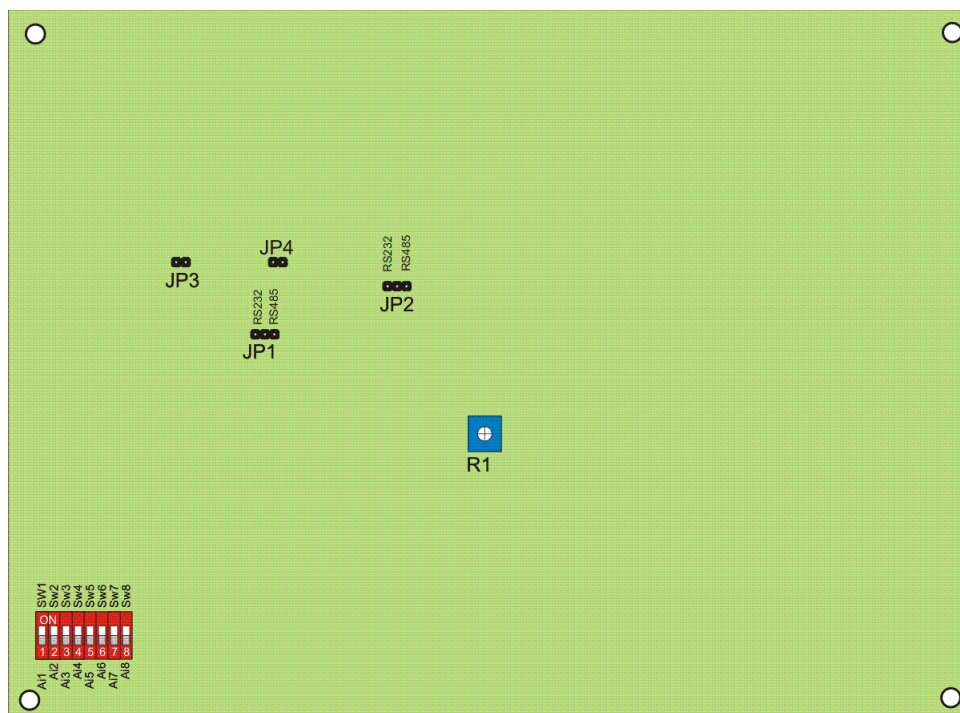 JP4
RS232
RS485
JP3
RS232
RS485
JP2
JP1
R1
SW1
Sw2
Sw3
Sw4
Sw5
Sw6
Sw7
Sw8
ON
1 2 3 4 5 6 7 8
Ai1
Ai2
Ai3
Ai4
Ai5
Ai6
Ai7
Ai8